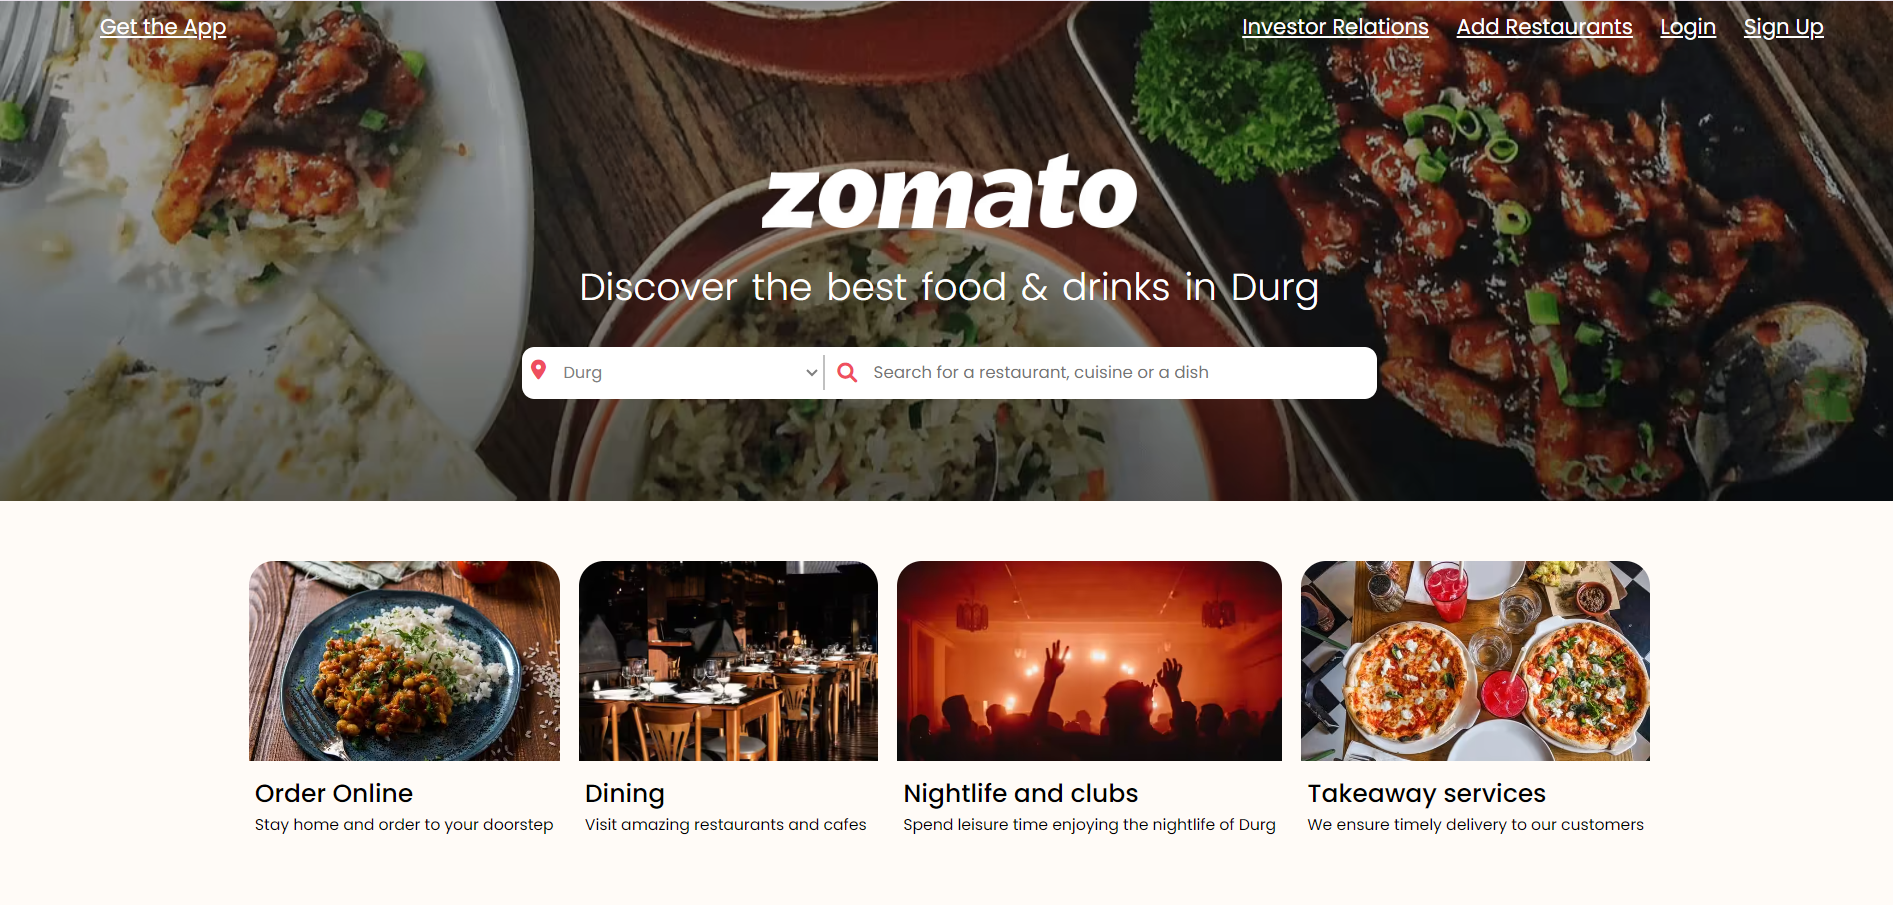 Get the App
Investor Relations
Add Restaurants
Login
Sign Up
zomato
Discover the best food & drinks in Durg
Durg
Search for a restaurant, cuisine or a dish
Order Online
Stay home and order to your doorstep
Dining
Visit amazing restaurants and cafes
Nightlife and clubs
Spend leisure time enjoying the nightlife of Durg
Takeaway services
We ensure timely delivery to our customers